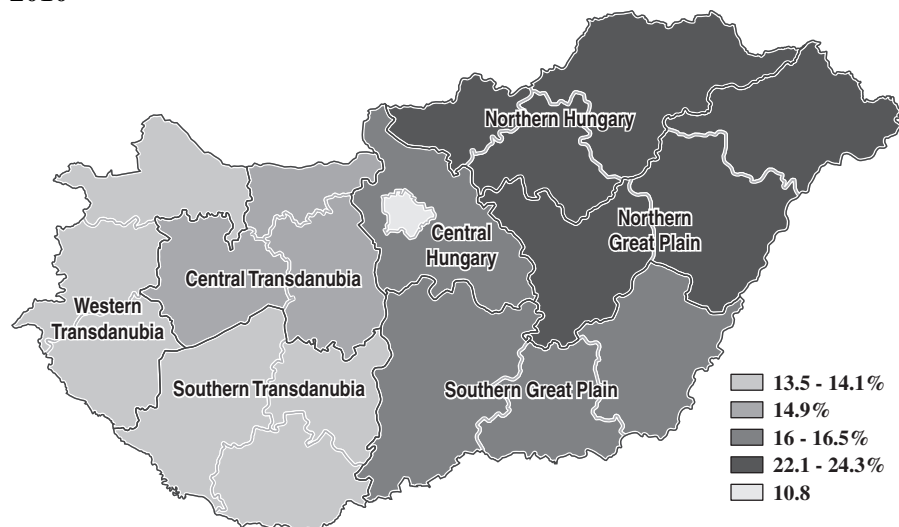 Northern Hungary
Northern
Great Plain
Central
Hungary
Central Transdanubia
Western
Transdanubia
Southern Transdanubia
Southern Great Plain
13.5 - 14.1%
14.9%
16 - 16.5%
22.1 - 24.3%
10.8